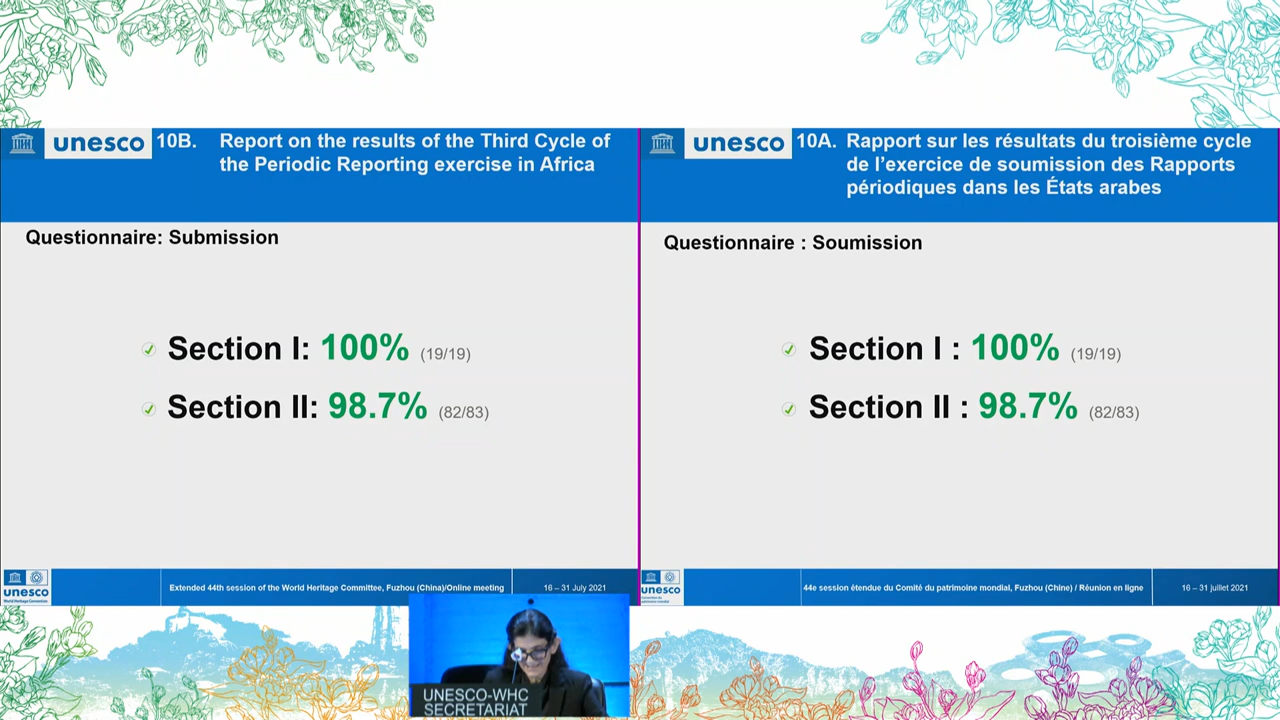 unesco
10B. Report on the results of the Third Cycle of
the Periodic Reporting exercise in Africa
Questionnaire: Submission
Section I: 100% (19/19)
Section II: 98.7% (82/83)
unesco
Extended 44th session of the World Heritage Committee, Fuzhou (China)/Online meeting
16 – 31 July 2021
unesco
10A. Rapport sur les résultats du troisième cycle
de l’exercice de soumission des Rapports
périodiques dans les États arabes
Questionnaire : Soumission
Section I : 100% (19/19)
Section II : 98.7% (82/83)
unesco
44e session étendue du Comité du patrimoine mondial, Fuzhou (Chine) / Réunion en ligne
16 – 31 juillet 2021
UNESCO-WHC
SECRETARIAT